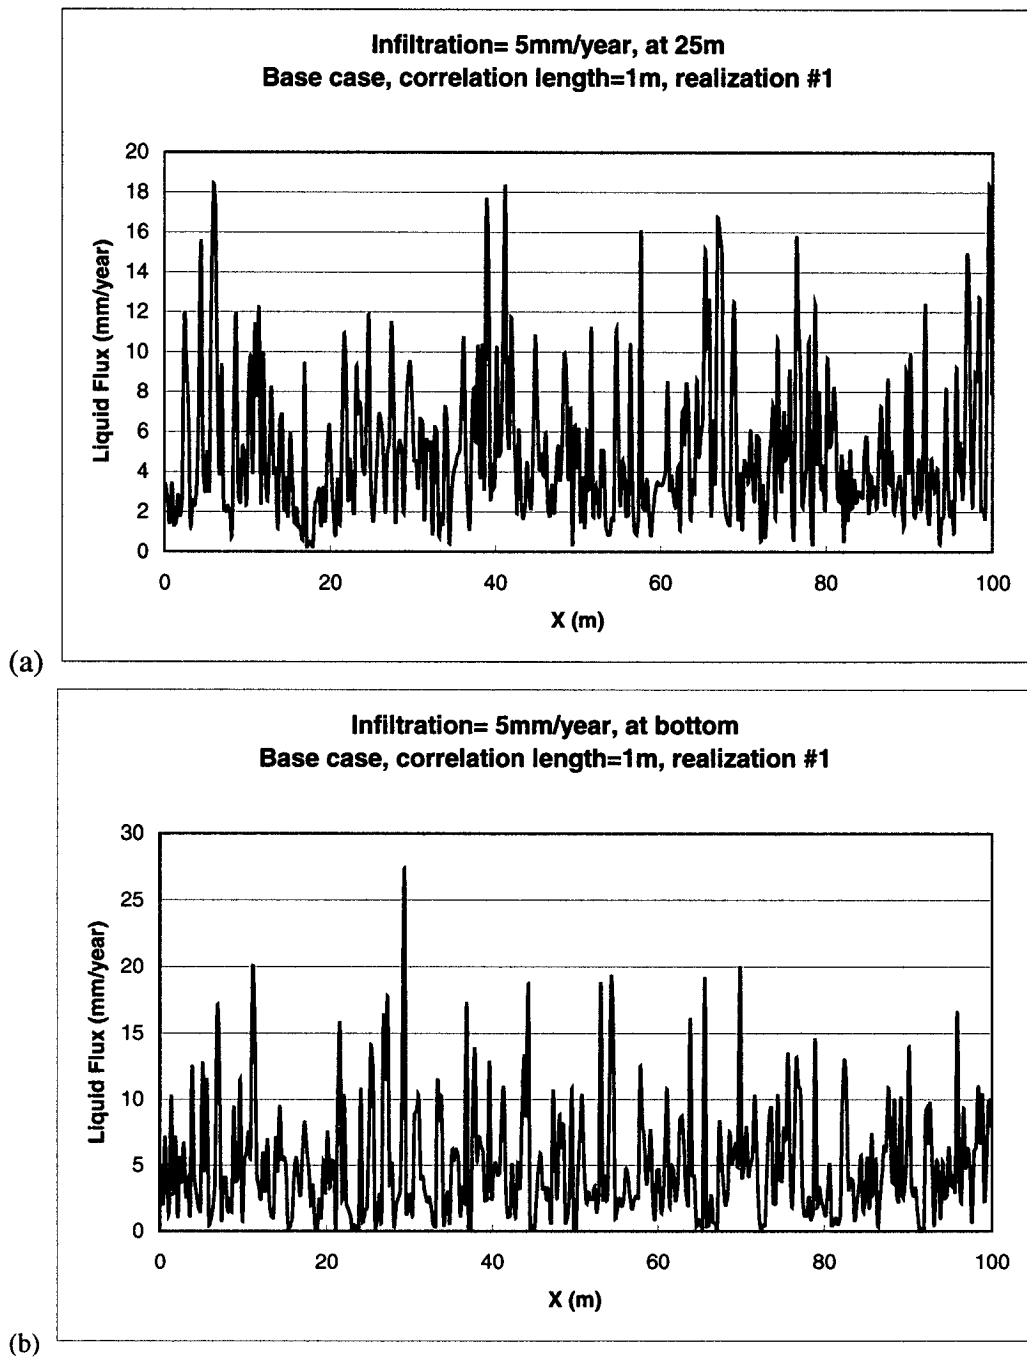 Infiltration= 5mm/year, at 25m
Base case, correlation length=1m, realization #1
20
18
16
14
12
10
8
6
4
2
0
Liquid Flux (mm/year)
0 20 40 60 80 100
X (m)
(a)
Infiltration= 5mm/year, at bottom
Base case, correlation length=1m, realization #1
30
25
20
15
10
5
0
Liquid Flux (mm/year)
0 20 40 60 80 100
X (m)
(b)